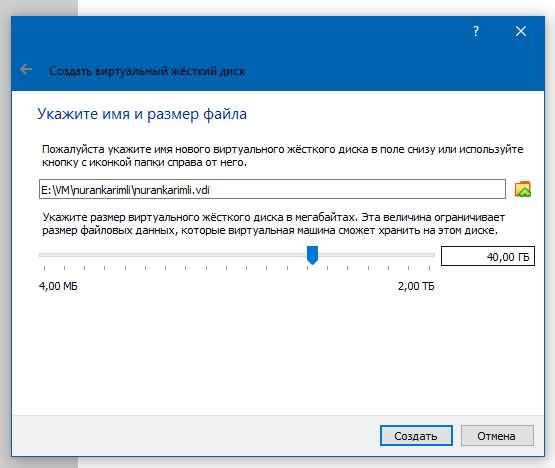 ?
Создать виртуальный жёсткий диск
Укажите имя и размер файла
Пожалуйста укажите имя нового виртуального жёсткого диска в поле снизу или используйте
кнопку с иконкой папки справа от него.
E:\VM\nurankarimli\nurankarimli.vdi
Укажите размер виртуального жёсткого диска в мегабайтах. Эта величина ограничивает
размер файловых данных, которые виртуальная машина сможет хранить на этом диске.
40,00 ГБ
4,00 МБ 2,00 ТБ
Создать Отмена